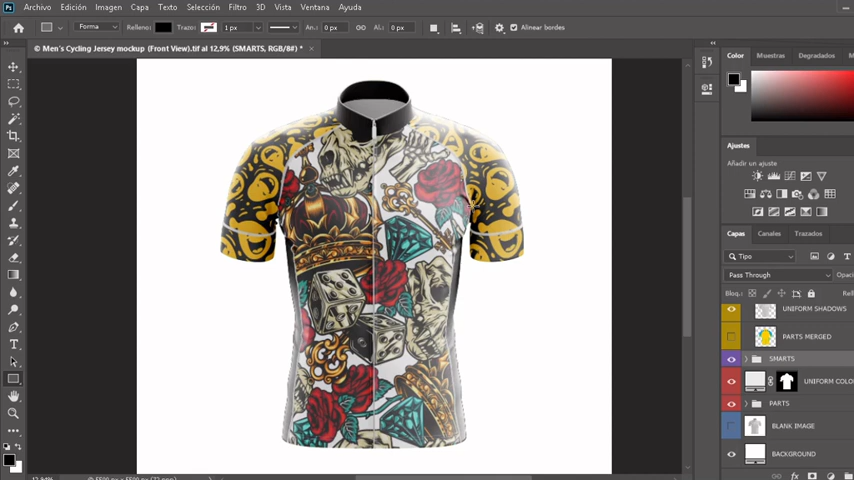 Archivo Edición Imagen Capa Texto Selección Filtro 3D Vista Ventana Ayuda
Forma Relleno: Trazo: 1 px An.: 0 px Al.: 0 px Alinear bordes
© Men's Cycling Jersey mockup (Front View).tif al 12,9% (SMARTS, RGB/8#) *
Color Muestras Degradados
Ajustes
Añadir un ajuste
Capas Canales Trazados
Tipo
Pass Through Opaci
Bloq.:
UNIFORM SHADOWS
PARTS MERGED
SMARTS
UNIFORM COLO
PARTS
BLANK IMAGE
BACKGROUND